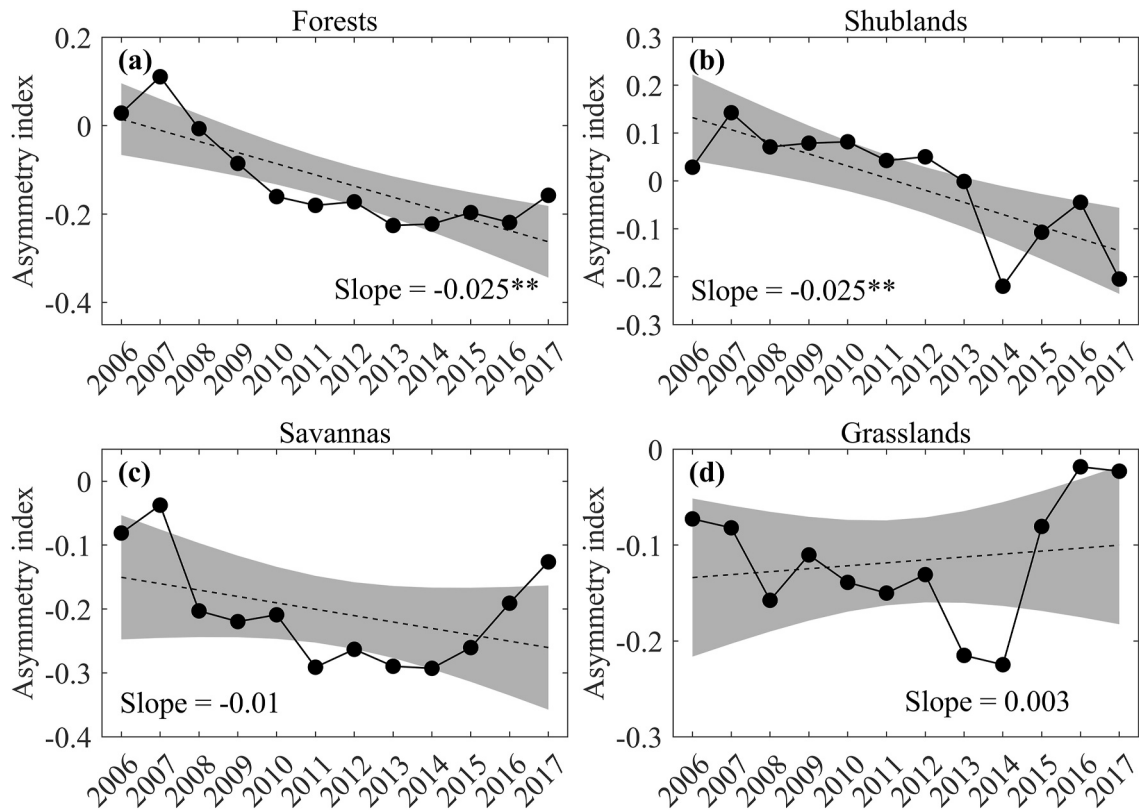 Forests
(a)
Asymmetry index
0.2
0
-0.2
-0.4
Slope = -0.025**
2006 2007 2008 2009 2010 2011 2012 2013 2014 2015 2016 2017
Shublands
(b)
Asymmetry index
0.3
0.2
0.1
0
-0.1
-0.2
-0.3
Slope = -0.025**
2006 2007 2008 2009 2010 2011 2012 2013 2014 2015 2016 2017
Savannas
(c)
Asymmetry index
0
-0.1
-0.2
-0.3
-0.4
Slope = -0.01
2006 2007 2008 2009 2010 2011 2012 2013 2014 2015 2016 2017
Grasslands
(d)
Asymmetry index
0
-0.1
-0.2
-0.3
Slope = 0.003
2006 2007 2008 2009 2010 2011 2012 2013 2014 2015 2016 2017